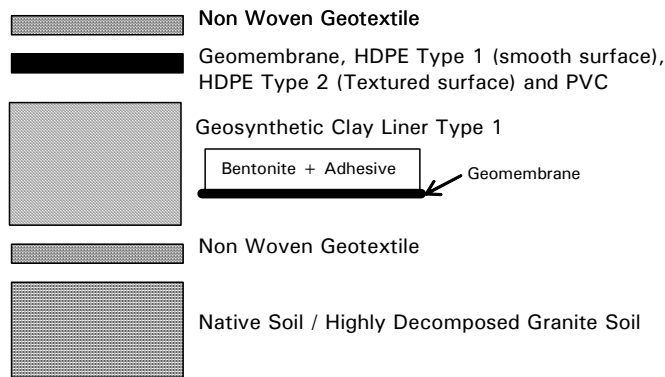 Non Woven Geotextile
Geomembrane, HDPE Type 1 (smooth surface),
HDPE Type 2 (Textured surface) and PVC
Geosynthetic Clay Liner Type 1
Bentonite + Adhesive
Geomembrane
Non Woven Geotextile
Native Soil / Highly Decomposed Granite Soil